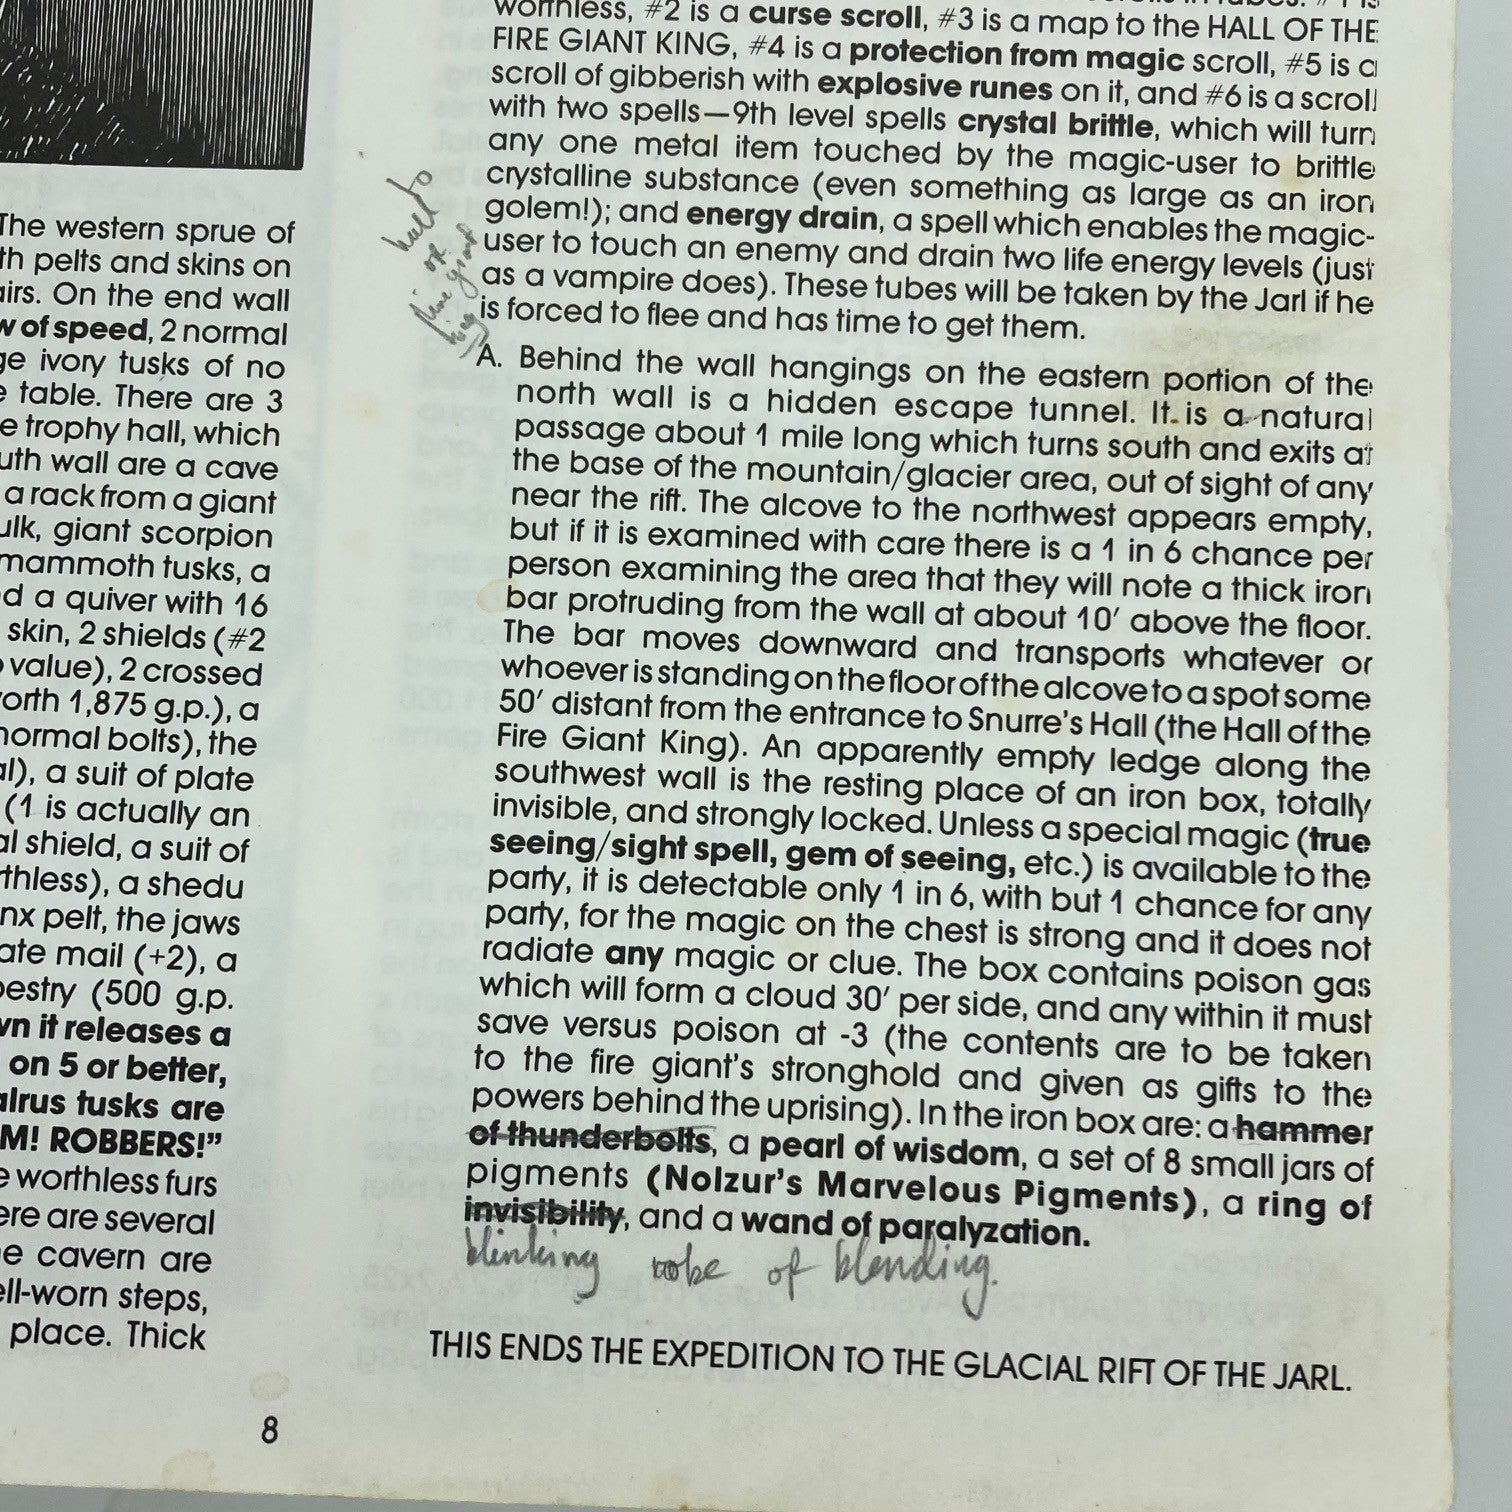 The western sprue of
th pelts and skins on
airs. On the end wall
w of speed, 2 normal
ge ivory tusks of no
e table. There are 3
e trophy hall, which
uth wall are a cave
a rack from a giant
ulk, giant scorpion
mammoth tusks, a
d a quiver with 16
skin, 2 shields (#2
o value), 2 crossed
orth 1,875 g.p.), a
normal bolts), the
al), a suit of plate
(1 is actually an
al shield, a suit of
thless), a shedu
nx pelt, the jaws
ate mail (+2), a
pestry (500 g.p.
wn it releases a
on 5 or better,
alrus tusks are
M! ROBBERS!”
e worthless furs
ere are several
e cavern are
ell-worn steps,
place. Thick
8
worthless, #2 is a curse scroll, #3 is a map to the HALL OF THE
FIRE GIANT KING, #4 is a protection from magic scroll, #5 is a
scroll of gibberish with explosive runes on it, and #6 is a scroll
with two spells—9th level spells crystal brittle, which will turn
any one metal item touched by the magic-user to brittle
crystalline substance (even something as large as an iron
golem!); and energy drain, a spell which enables the magic-
user to touch an enemy and drain two life energy levels (just
as a vampire does). These tubes will be taken by the Jarl if he
is forced to flee and has time to get them.
hall
of
fire giant
A. Behind the wall hangings on the eastern portion of the
north wall is a hidden escape tunnel. It is a natural
passage about 1 mile long which turns south and exits at
the base of the mountain/glacier area, out of sight of any
near the rift. The alcove to the northwest appears empty,
but if it is examined with care there is a 1 in 6 chance per
person examining the area that they will note a thick iron
bar protruding from the wall at about 10′ above the floor.
The bar moves downward and transports whatever or
whoever is standing on the floor of the alcove to a spot some
50′ distant from the entrance to Snurre’s Hall (the Hall of the
Fire Giant King). An apparently empty ledge along the
southwest wall is the resting place of an iron box, totally
invisible, and strongly locked. Unless a special magic (true
seeing/sight spell, gem of seeing, etc.) is available to the
party, it is detectable only 1 in 6, with but 1 chance for any
party, for the magic on the chest is strong and it does not
radiate any magic or clue. The box contains poison gas
which will form a cloud 30′ per side, and any within it must
save versus poison at -3 (the contents are to be taken
to the fire giant’s stronghold and given as gifts to the
powers behind the uprising). In the iron box are: a hammer
of thunderbolts, a pearl of wisdom, a set of 8 small jars of
pigments (Nolzur’s Marvelous Pigments), a ring of
invisibility, and a wand of paralyzation.
blinking robe of blending.
THIS ENDS THE EXPEDITION TO THE GLACIAL RIFT OF THE JARL.